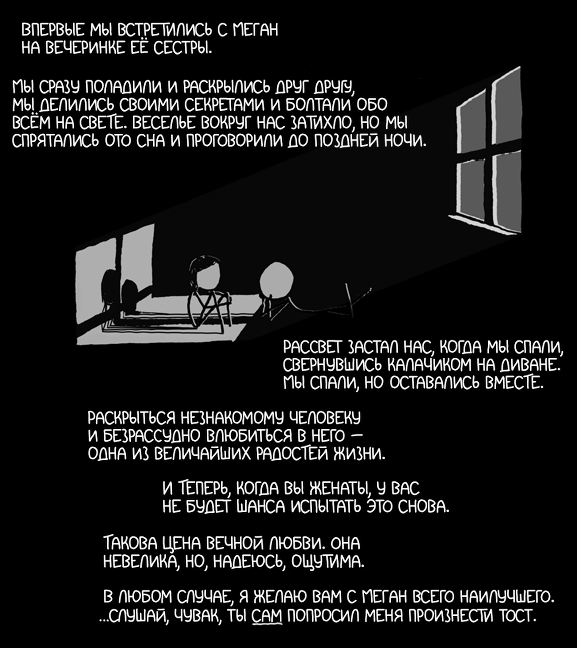 ВПЕРВЫЕ МЫ ВСТРЕТИЛИСЬ С МЕГАН
НА ВЕЧЕРИНКЕ ЕЁ СЕСТРЫ.
МЫ СРАЗУ ПОЛАДИЛИ И РАСКРЫЛИСЬ ДРУГ ДРУГУ,
МЫ ДЕЛИЛИСЬ СВОИМИ СЕКРЕТАМИ И БОЛТАЛИ ОБО
ВСЁМ НА СВЕТЕ. ВЕСЕЛЬЕ ВОКРУГ НАС ЗАТИХЛО, НО МЫ
СПРЯТАЛИСЬ ОТО СНА И ПРОГОВОРИЛИ ДО ПОЗДНЕЙ НОЧИ.
РАССВЕТ ЗАСТАЛ НАС, КОГДА МЫ СПАЛИ,
СВЕРНУВШИСЬ КАЛАЧИКОМ НА ДИВАНЕ.
МЫ СПАЛИ, НО ОСТАВАЛИСЬ ВМЕСТЕ.
РАСКРЫТЬСЯ НЕЗНАКОМОМУ ЧЕЛОВЕКУ
И БЕЗРАССУДНО ВЛЮБИТЬСЯ В НЕГО —
ОДНА ИЗ ВЕЛИЧАЙШИХ РАДОСТЕЙ ЖИЗНИ.
И ТЕПЕРЬ, КОГДА ВЫ ЖЕНАТЫ, У ВАС
НЕ БУДЕТ ШАНСА ИСПЫТАТЬ ЭТО СНОВА.
ТАКОВА ЦЕНА ВЕЧНОЙ ЛЮБВИ. ОНА
НЕВЕЛИКА, НО, НАДЕЮСЬ, ОЩУТИМА.
В ЛЮБОМ СЛУЧАЕ, Я ЖЕЛАЮ ВАМ С МЕГАН ВСЕГО НАИЛУЧШЕГО.
...СЛУШАЙ, ЧУВАК, ТЫ САМ ПОПРОСИЛ МЕНЯ ПРОИЗНЕСТИ ТОСТ.